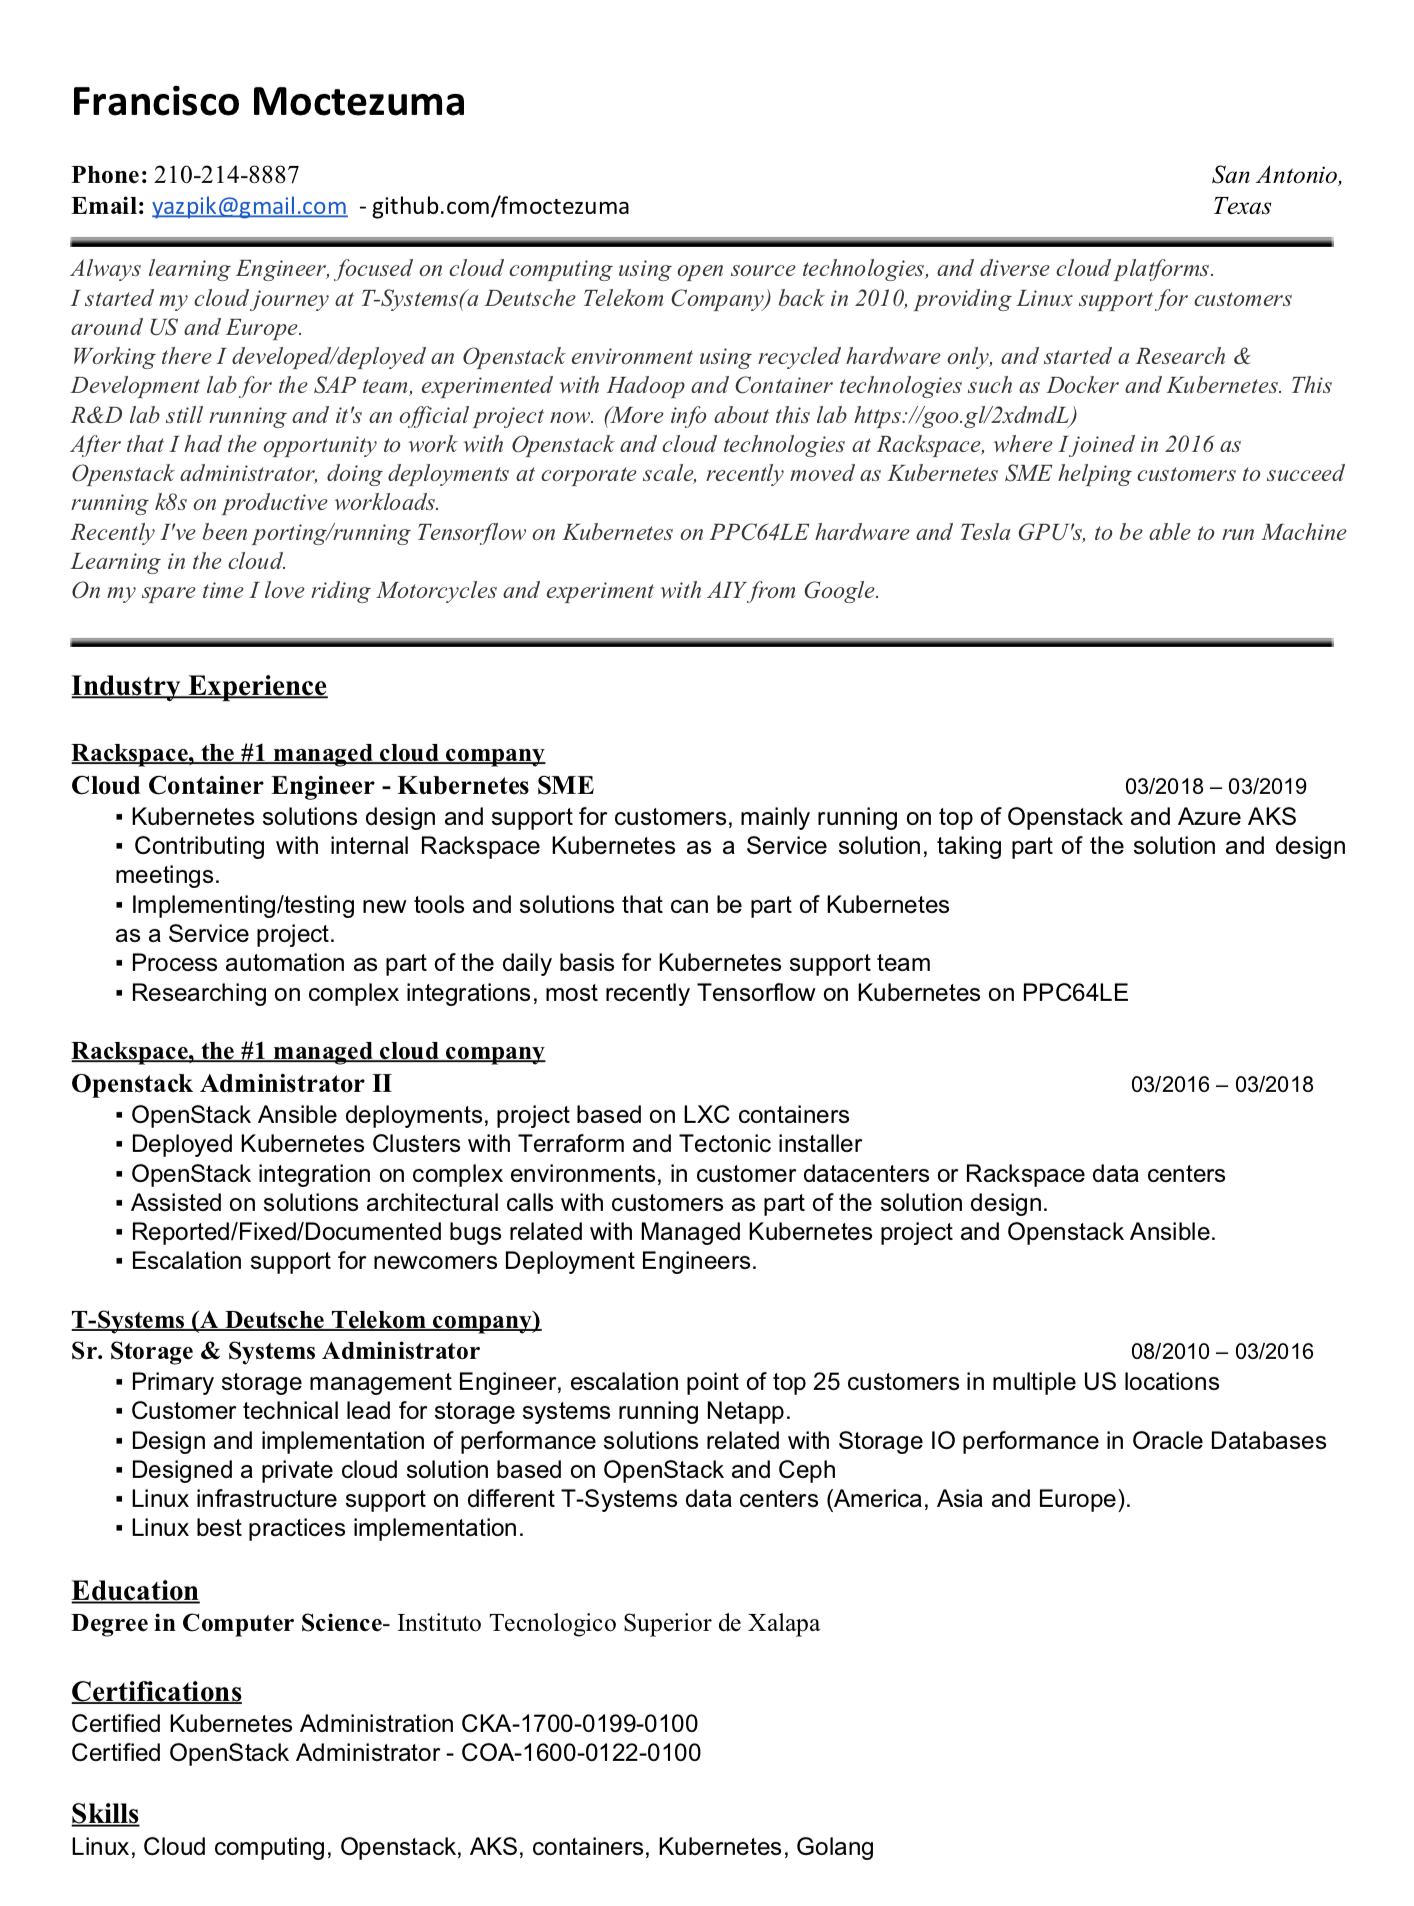 Francisco Moctezuma
Phone: 210-214-8887
San Antonio,
Email: yazpik@gmail.com - github.com/fmoctezuma
Texas
Always learning Engineer, focused on cloud computing using open source technologies, and diverse cloud platforms.
I started my cloud journey at T-Systems(a Deutsche Telekom Company) back in 2010, providing Linux support for customers
around US and Europe.
Working there I developed/deployed an Openstack environment using recycled hardware only, and started a Research &
Development lab for the SAP team, experimented with Hadoop and Container technologies such as Docker and Kubernetes. This
R&D lab still running and it's an official project now. (More info about this lab https://goo.gl/2xdmdL)
After that I had the opportunity to work with Openstack and cloud technologies at Rackspace, where I joined in 2016 as
Openstack administrator, doing deployments at corporate scale, recently moved as Kubernetes SME helping customers to succeed
running k8s on productive workloads.
Recently I've been porting/running Tensorflow on Kubernetes on PPC64LE hardware and Tesla GPU's, to be able to run Machine
Learning in the cloud.
On my spare time I love riding Motorcycles and experiment with AIY from Google.
Industry Experience
Rackspace, the #1 managed cloud company
Cloud Container Engineer - Kubernetes SME 03/2018 – 03/2019
▪ Kubernetes solutions design and support for customers, mainly running on top of Openstack and Azure AKS
▪ Contributing with internal Rackspace Kubernetes as a Service solution, taking part of the solution and design
meetings.
▪ Implementing/testing new tools and solutions that can be part of Kubernetes
as a Service project.
▪ Process automation as part of the daily basis for Kubernetes support team
▪ Researching on complex integrations, most recently Tensorflow on Kubernetes on PPC64LE
Rackspace, the #1 managed cloud company
Openstack Administrator II 03/2016 – 03/2018
▪ OpenStack Ansible deployments, project based on LXC containers
▪ Deployed Kubernetes Clusters with Terraform and Tectonic installer
▪ OpenStack integration on complex environments, in customer datacenters or Rackspace data centers
▪ Assisted on solutions architectural calls with customers as part of the solution design.
▪ Reported/Fixed/Documented bugs related with Managed Kubernetes project and Openstack Ansible.
▪ Escalation support for newcomers Deployment Engineers.
T-Systems (A Deutsche Telekom company)
Sr. Storage & Systems Administrator 08/2010 – 03/2016
▪ Primary storage management Engineer, escalation point of top 25 customers in multiple US locations
▪ Customer technical lead for storage systems running Netapp.
▪ Design and implementation of performance solutions related with Storage IO performance in Oracle Databases
▪ Designed a private cloud solution based on OpenStack and Ceph
▪ Linux infrastructure support on different T-Systems data centers (America, Asia and Europe).
▪ Linux best practices implementation.
Education
Degree in Computer Science- Instituto Tecnologico Superior de Xalapa
Certifications
Certified Kubernetes Administration CKA-1700-0199-0100
Certified OpenStack Administrator - COA-1600-0122-0100
Skills
Linux, Cloud computing, Openstack, AKS, containers, Kubernetes, Golang